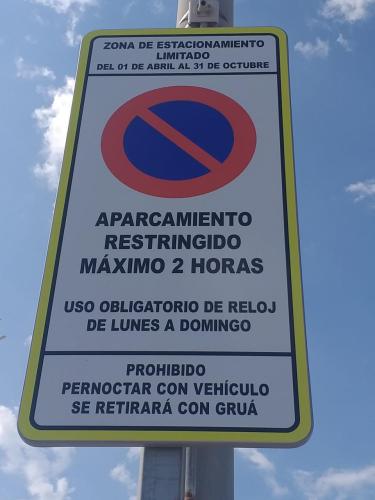 ZONA DE ESTACIONAMIENTO
LIMITADO
DEL 01 DE ABRIL AL 31 DE OCTUBRE
APARCAMIENTO
RESTRINGIDO
MÁXIMO 2 HORAS
USO OBLIGATORIO DE RELOJ
DE LUNES A DOMINGO
PROHIBIDO
PERNOCTAR CON VEHÍCULO
SE RETIRARÁ CON GRUÁ